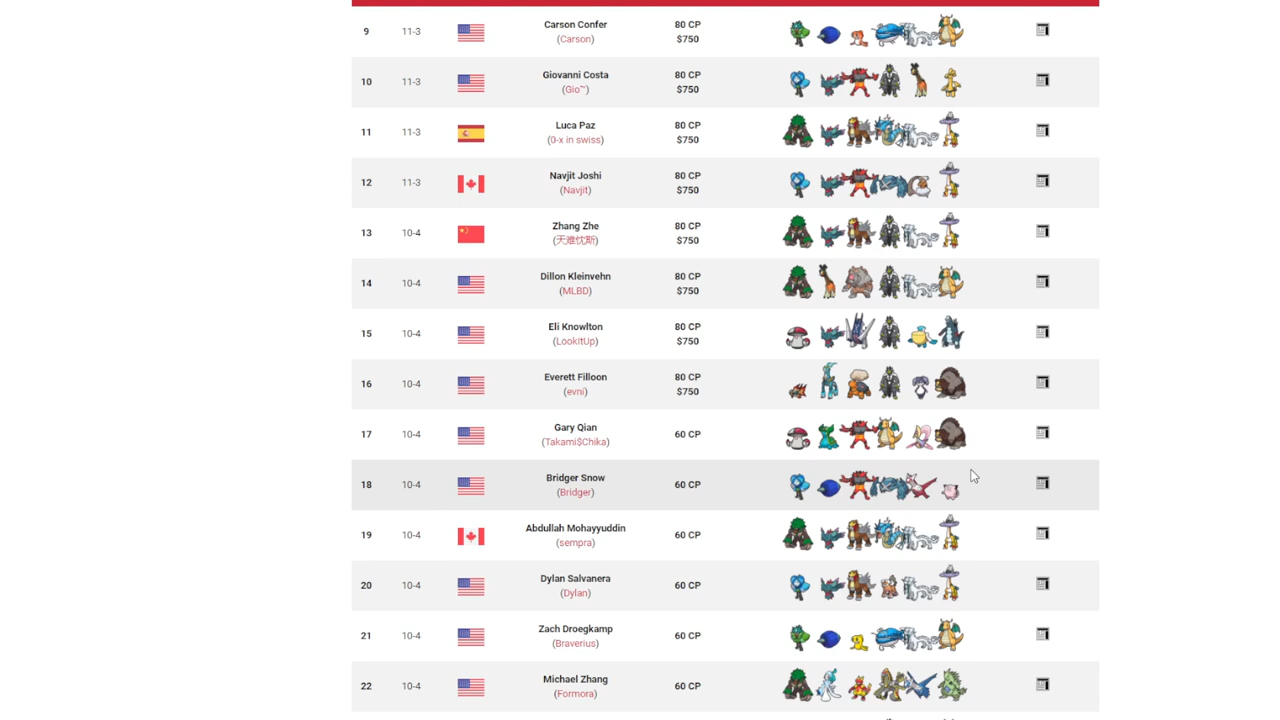 9 11-3 Carson Confer 80 CP
(Carson) $750
10 11-3 Giovanni Costa 80 CP
(Gio™) $750
11 11-3 Luca Paz 80 CP
(0-x in swiss) $750
12 11-3 Navjit Joshi 80 CP
(Navjit) $750
13 10-4 Zhang Zhe 80 CP
(天难忱斯) $750
14 10-4 Dillon Kleinvehn 80 CP
(MLBD) $750
15 10-4 Eli Knowlton 80 CP
(LookItUp) $750
16 10-4 Everett Filloon 80 CP
(evni) $750
17 10-4 Gary Qian 60 CP
(Takami$Chika)
18 10-4 Bridger Snow 60 CP
(Bridger)
19 10-4 Abdullah Mohayyuddin 60 CP
(sempra)
20 10-4 Dylan Salvanera 60 CP
(Dylan)
21 10-4 Zach Droegkamp 60 CP
(Braverius)
22 10-4 Michael Zhang 60 CP
(Formora)